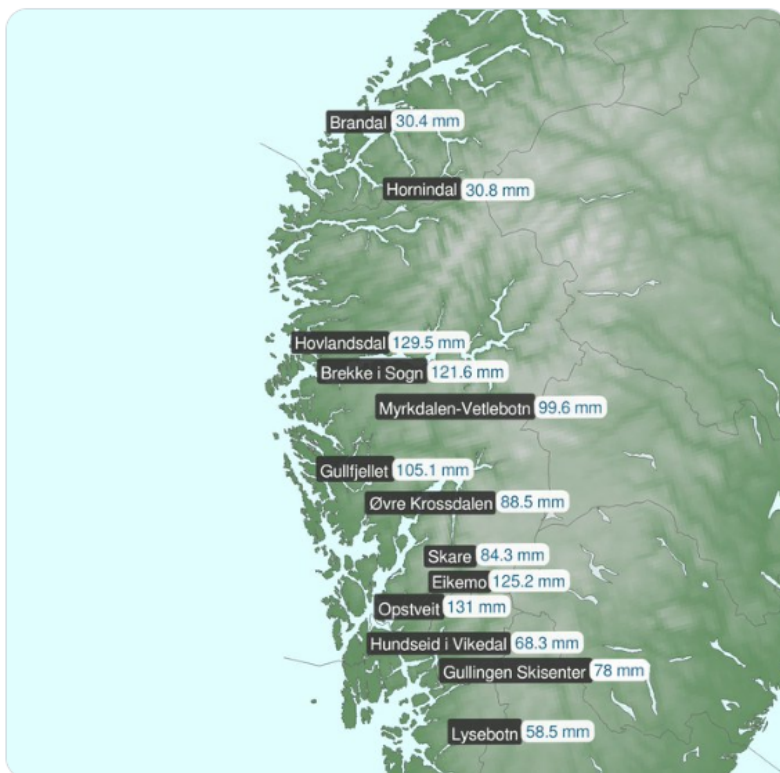 Brandal 30.4 mm
Hornindal 30.8 mm
Hovlandsdal 129.5 mm
Brekke i Sogn 121.6 mm
Myrkdalen-Vetlebotn 99.6 mm
Gullfjellet 105.1 mm
Øvre Krossdalen 88.5 mm
Skare 84.3 mm
Eikemo 125.2 mm
Opstveit 131 mm
Hundseid i Vikedal 68.3 mm
Gullingen Skisenter 78 mm
Lysebotn 58.5 mm